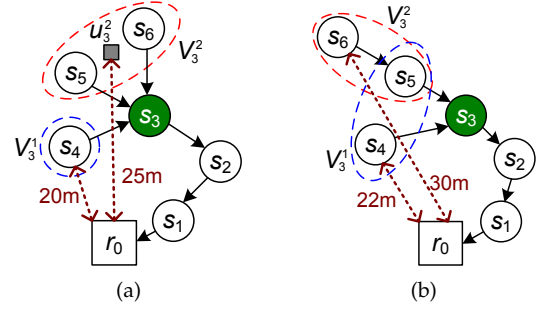 u₃² s₆ V₃²
s₅
s₃
V₃¹ s₄
s₂
20m 25m
s₁
r₀
(a)
s₆ V₃²
s₅
s₃
s₄
V₃¹
s₂
22m 30m
s₁
r₀
(b)